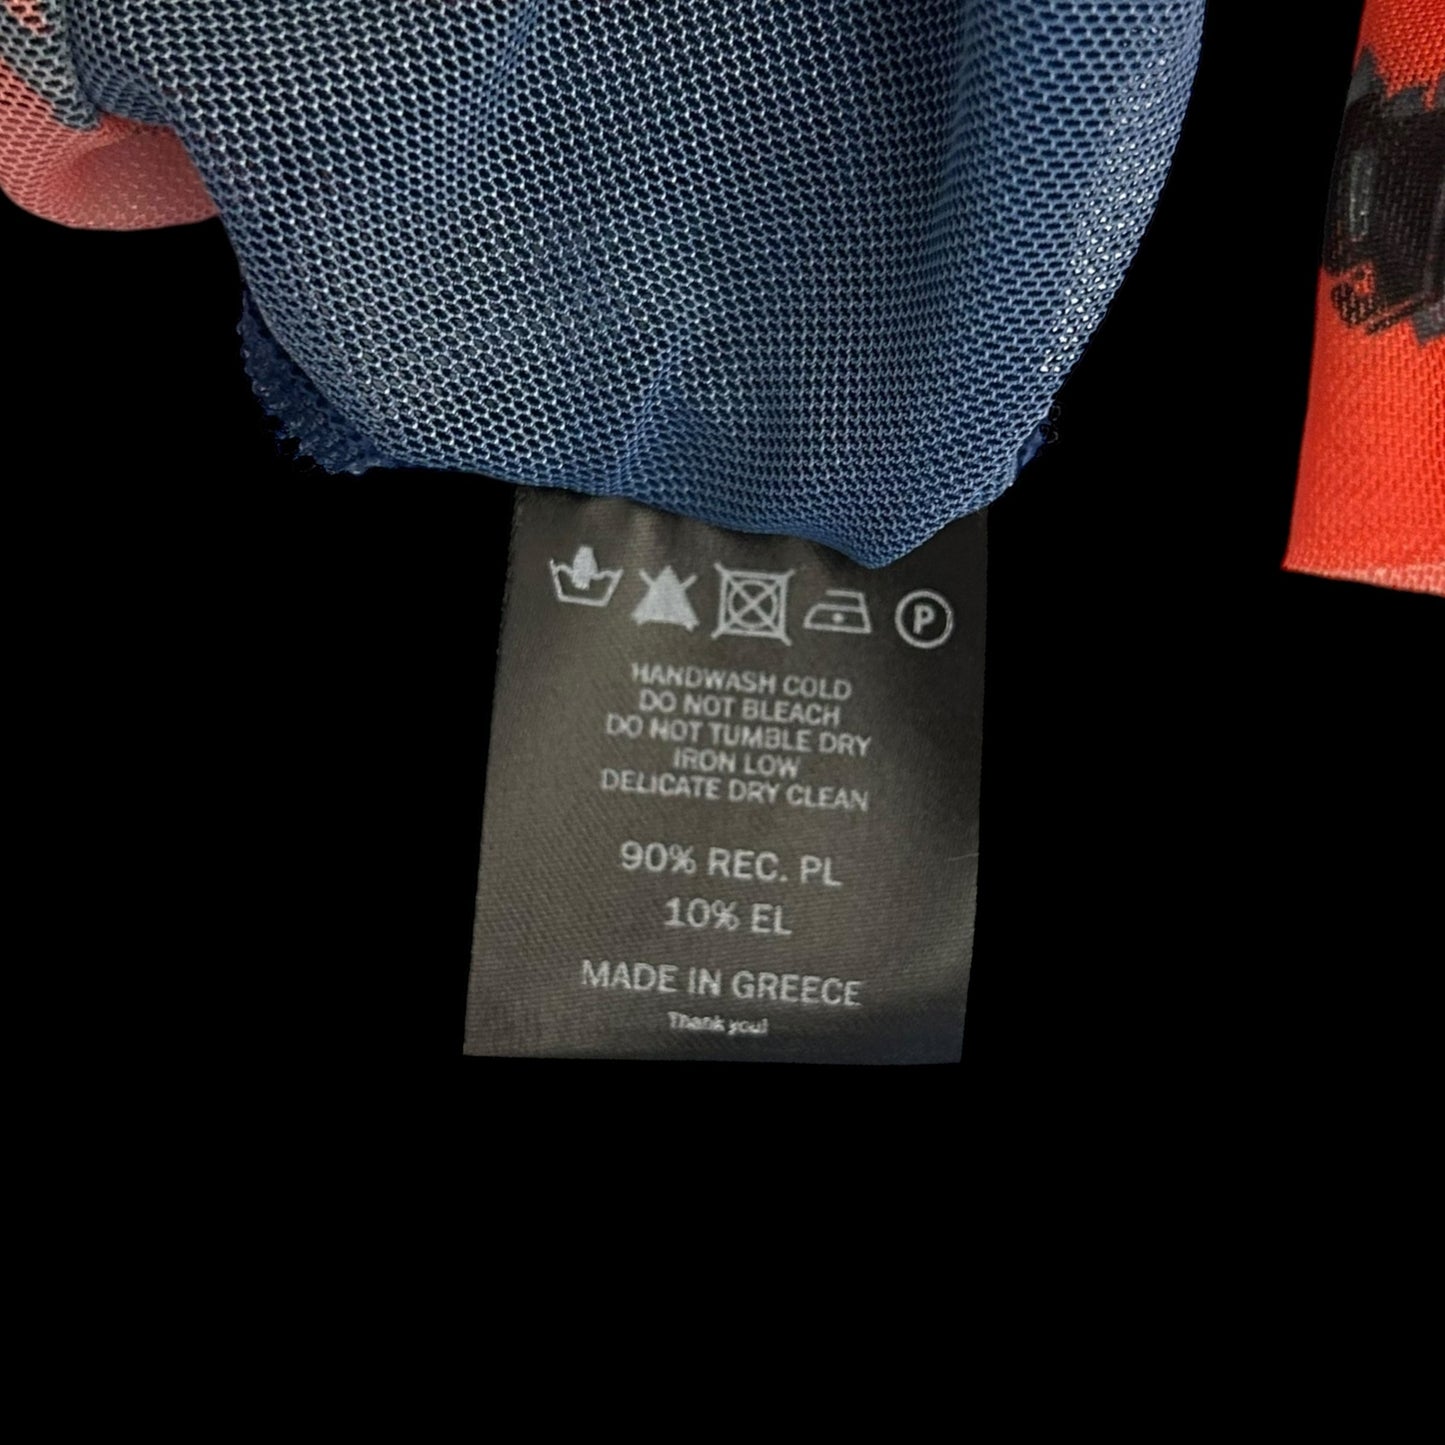 P
HANDWASH COLD
DO NOT BLEACH
DO NOT TUMBLE DRY
IRON LOW
DELICATE DRY CLEAN
90% REC. PL
10% EL
MADE IN GREECE
Thank you!